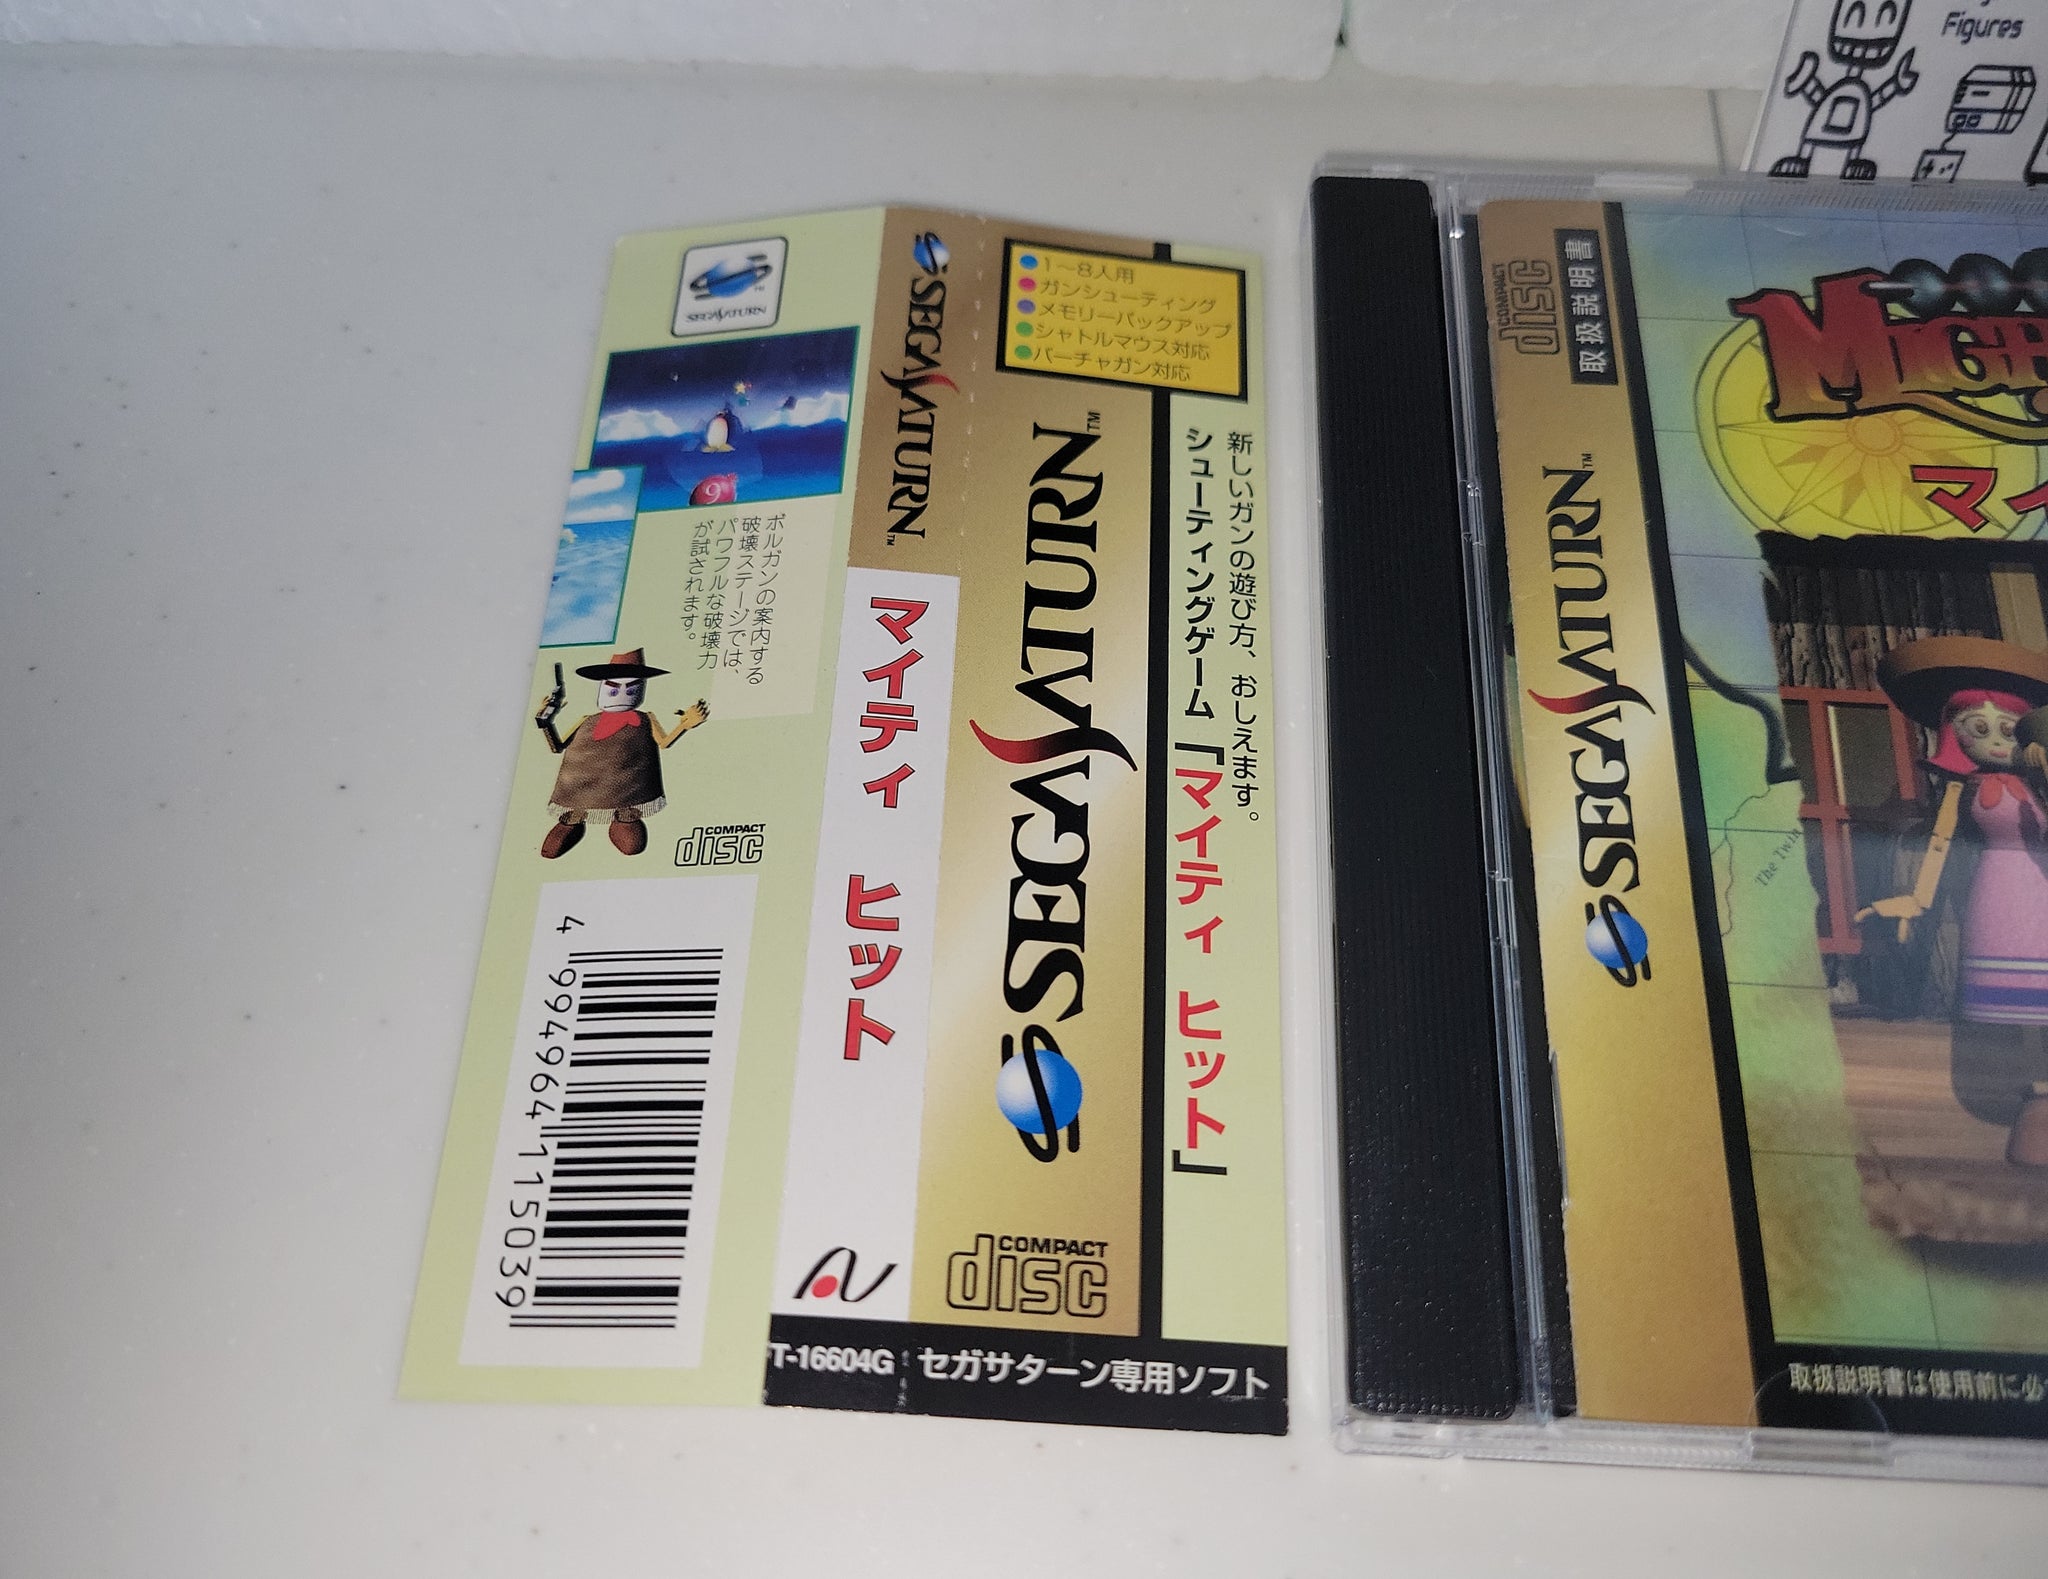 Figures
SEGA SATURN
ボルガンの案内する
破壊ステージでは、
パワフルな破壊力
が試されます。
COMPACT
disc
4 994964 115039
SEGA SATURN™
マイティ ヒット
T-16604G
1〜8人用
ガンシューティング
メモリーバックアップ
シャトルマウス対応
バーチャガン対応
SEGA SATURN™
COMPACT
disc
新しいガンの遊び方、おしえます。
シューティングゲーム「マイティ ヒット」
セガサターン専用ソフト
COMPACT
disc
取扱説明書
SEGA SATURN™
MIGH
マイ
The Twin
取扱説明書は使用前に必